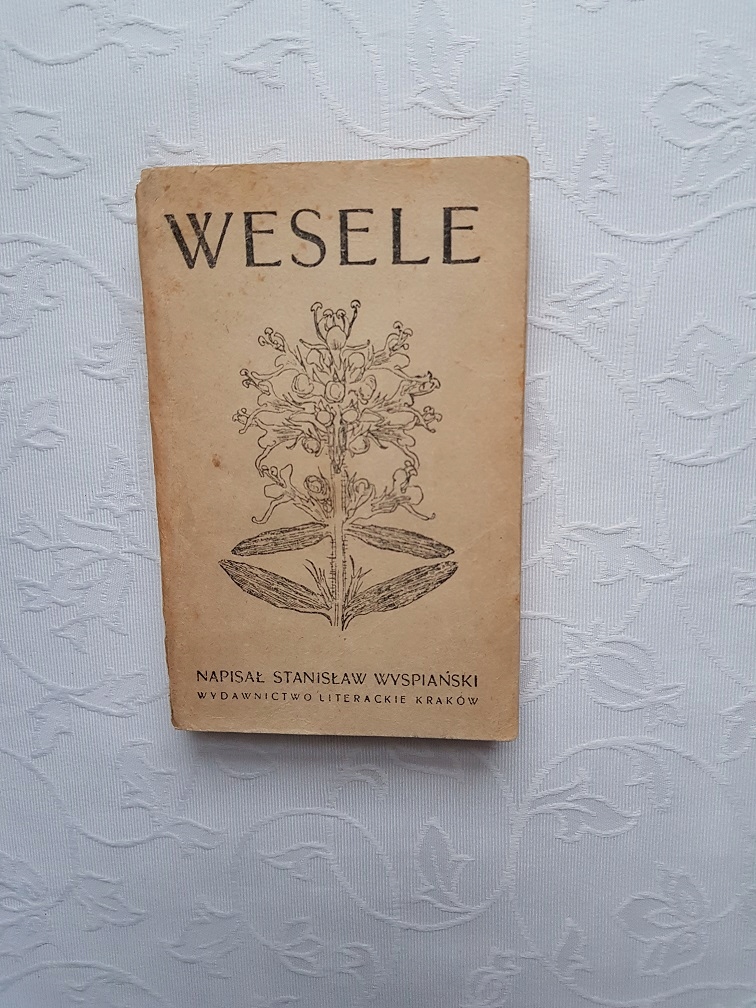 WESELE
NAPISAŁ STANISŁAW WYSPIAŃSKI
WYDAWNICTWO LITERACKIE KRAKÓW